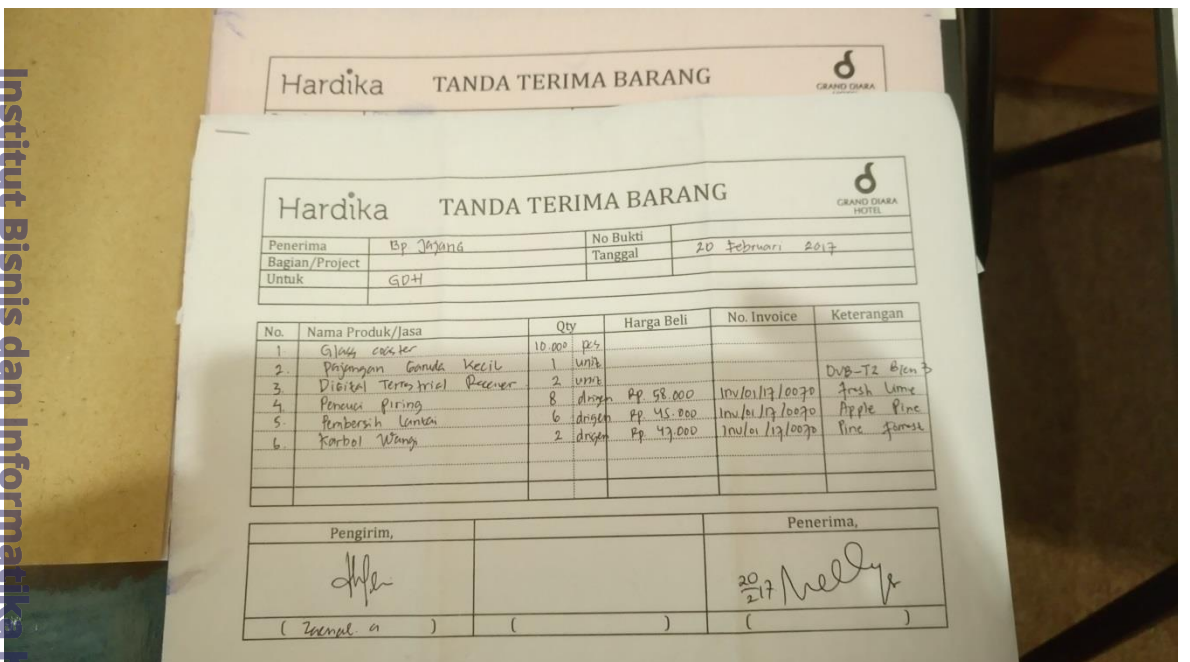 Hardika TANDA TERIMA BARANG
GRAND DIARA
Hardika TANDA TERIMA BARANG
GRAND DIARA
HOTEL
Penerima Bp Jajang No Bukti
Bagian/Project Tanggal 20 Februari 2017
Untuk GDH
No. Nama Produk/Jasa Qty Harga Beli No. Invoice Keterangan
1. Glass coaster 10.000 pcs
2. Pajangan Garuda Kecil 1 unit
3. Digital Terrestrial Receiver 2 unit DVB-T2
4. Pencuci Piring 8 drigen Rp 58.000 Inv/01/17/0070 Fresh Lime
5. Pembersih Lantai 6 drigen Rp. 45.000 Inv/01/17/0070 Apple Pine
6. Karbol Wangi 2 drigen Rp. 47.000 Inv/01/17/0070 Pine Forrest
Pengirim, Penerima,
20/2 17 Nelly
( Zaenal. a ) ( ) ( )
Institut Bisnis dan Informatika